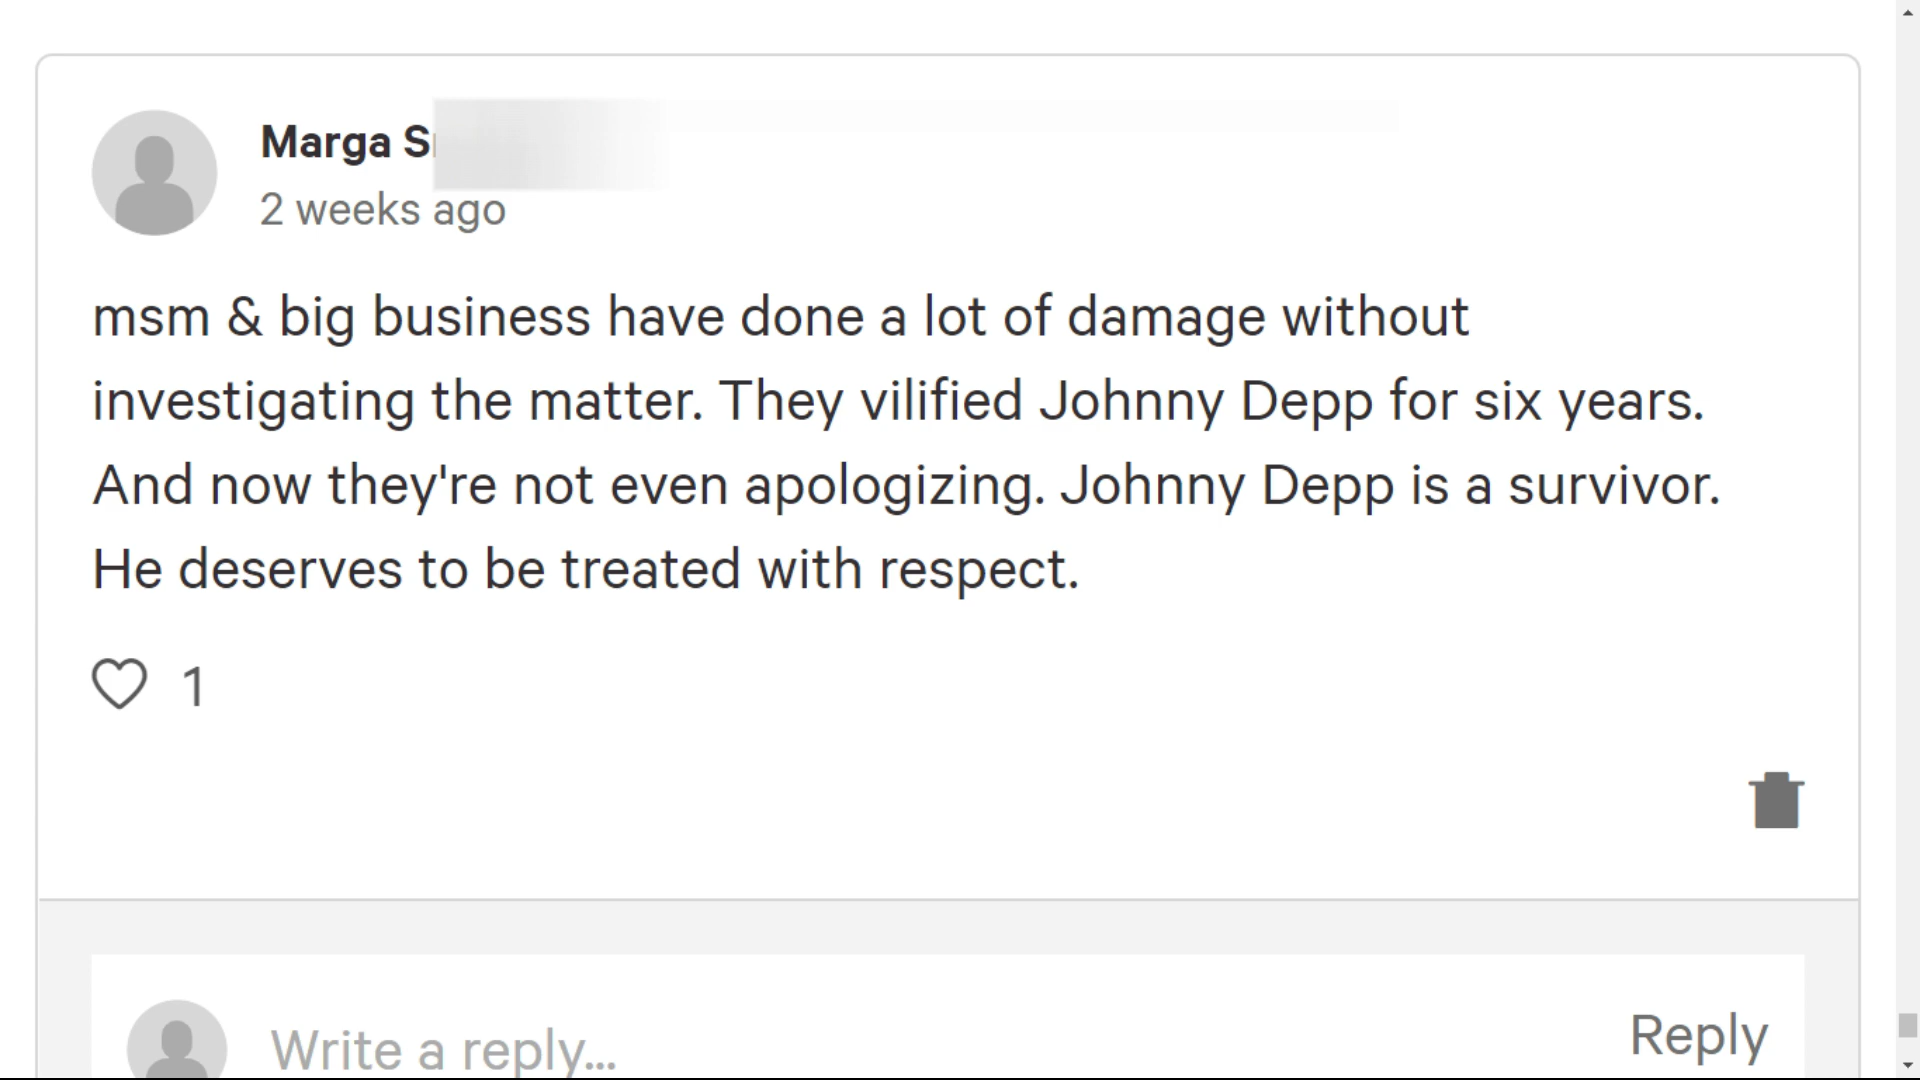 Marga
2 weeks ago
msm & big business have done a lot of damage without
investigating the matter. They vilified Johnny Depp for six years.
And now they're not even apologizing. Johnny Depp is a survivor.
He deserves to be treated with respect.
1
Write a reply...
Reply